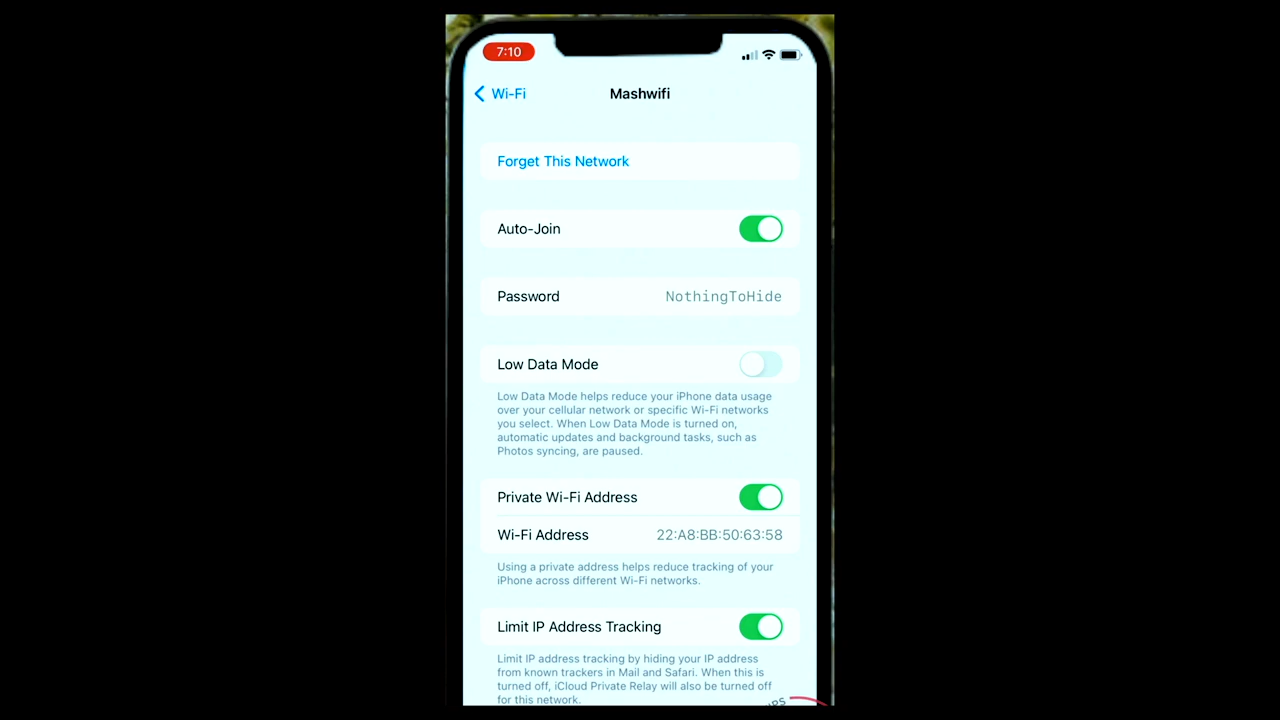 7:10
Wi-Fi
Mashwifi
Forget This Network
Auto-Join
Password NothingToHide
Low Data Mode
Low Data Mode helps reduce your iPhone data usage
over your cellular network or specific Wi-Fi networks
you select. When Low Data Mode is turned on,
automatic updates and background tasks, such as
Photos syncing, are paused.
Private Wi-Fi Address
Wi-Fi Address 22:A8:BB:50:63:58
Using a private address helps reduce tracking of your
iPhone across different Wi-Fi networks.
Limit IP Address Tracking
Limit IP address tracking by hiding your IP address
from known trackers in Mail and Safari. When this is
turned off, iCloud Private Relay will also be turned off
for this network.